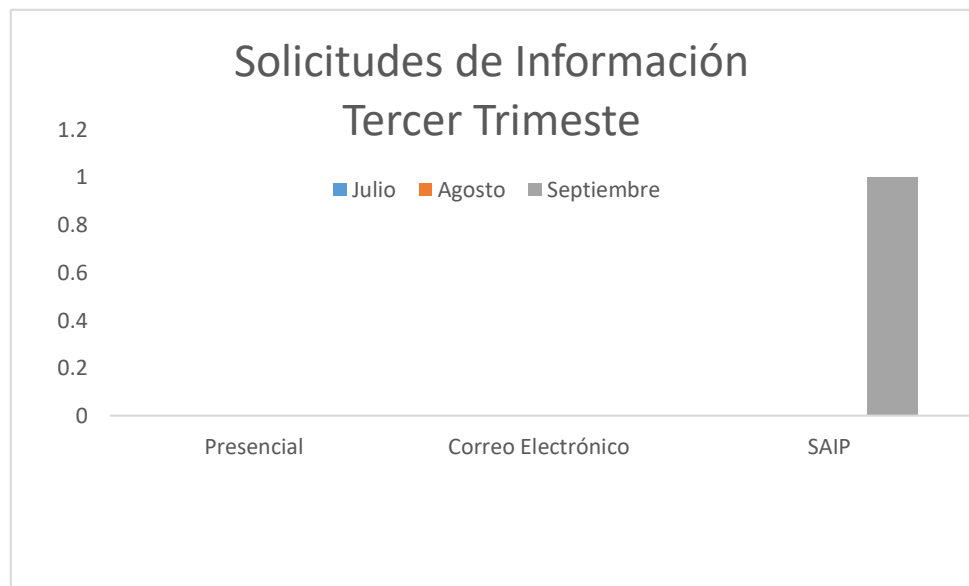 Solicitudes de Información
Tercer Trimeste
Julio Agosto Septiembre
1.2
1
0.8
0.6
0.4
0.2
0
Presencial Correo Electrónico SAIP